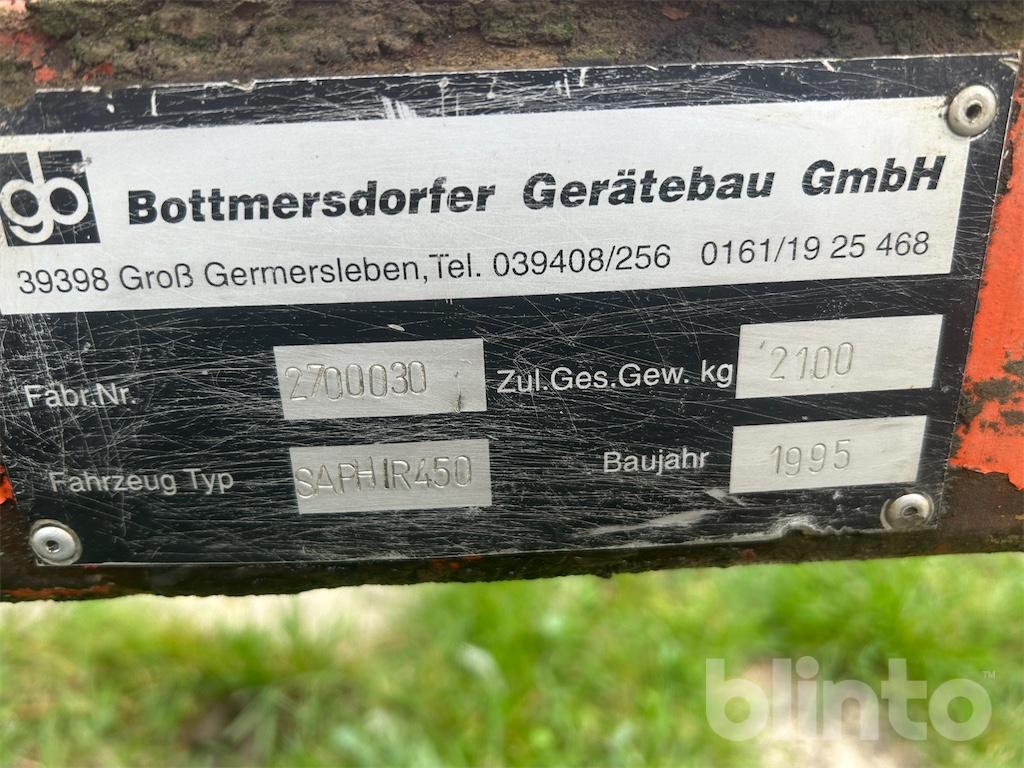 gb Bottmersdorfer Gerätebau GmbH
39398 Groß Germersleben, Tel. 039408/256 0161/19 25 468
Fabr.Nr. 2700030 Zul.Ges.Gew. kg 2100
Fahrzeug Typ SAPHIR450 Baujahr 1995
blinto™